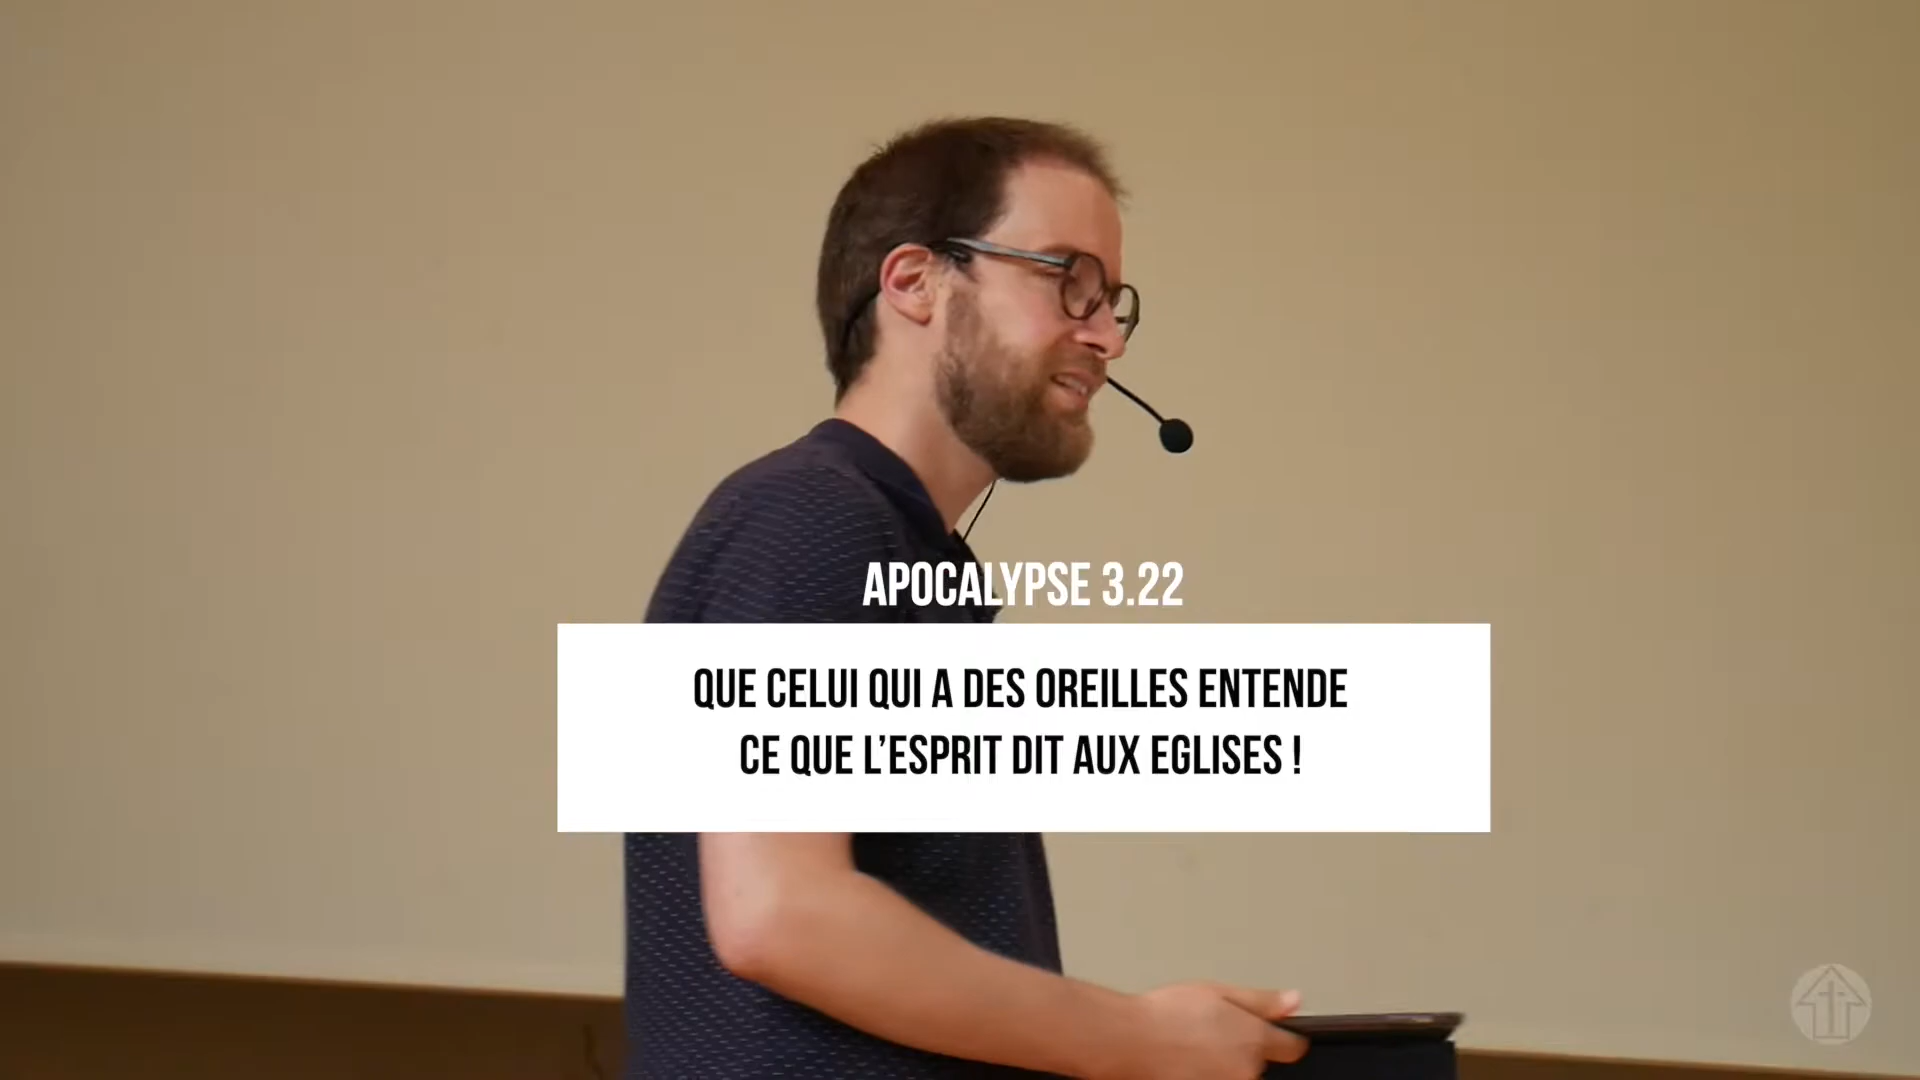 APOCALYPSE 3.22
QUE CELUI QUI A DES OREILLES ENTENDE
CE QUE L’ESPRIT DIT AUX EGLISES !